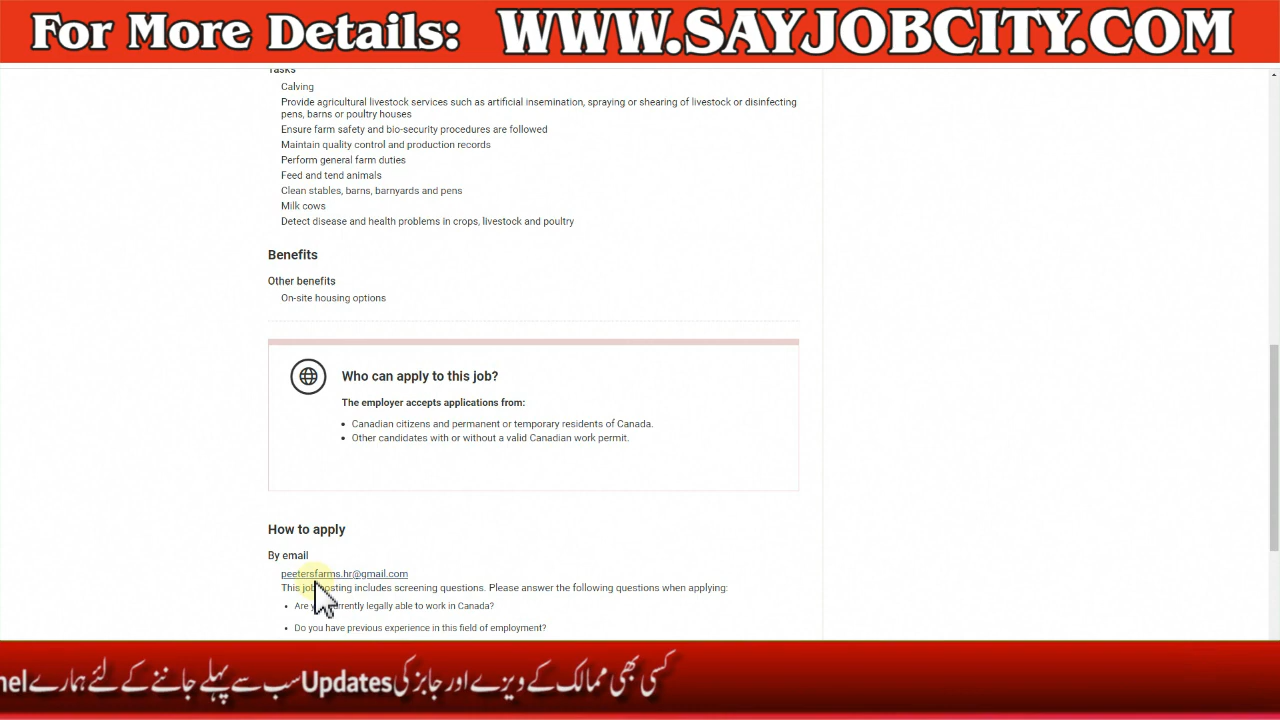 For More Details: WWW.SAYJOBCITY.COM
Tasks
Calving
Provide agricultural livestock services such as artificial insemination, spraying or shearing of livestock or disinfecting
pens, barns or poultry houses
Ensure farm safety and bio-security procedures are followed
Maintain quality control and production records
Perform general farm duties
Feed and tend animals
Clean stables, barns, barnyards and pens
Milk cows
Detect disease and health problems in crops, livestock and poultry
Benefits
Other benefits
On-site housing options
Who can apply to this job?
The employer accepts applications from:
Canadian citizens and permanent or temporary residents of Canada.
Other candidates with or without a valid Canadian work permit.
How to apply
By email
peetersfarms.hr@gmail.com
This job posting includes screening questions. Please answer the following questions when applying:
Are currently legally able to work in Canada?
Do you have previous experience in this field of employment?
کسی بھی ممالک کے ویزے اور جابز کی Updates سب سے پہلے جاننے کے لئے ہمارے nel